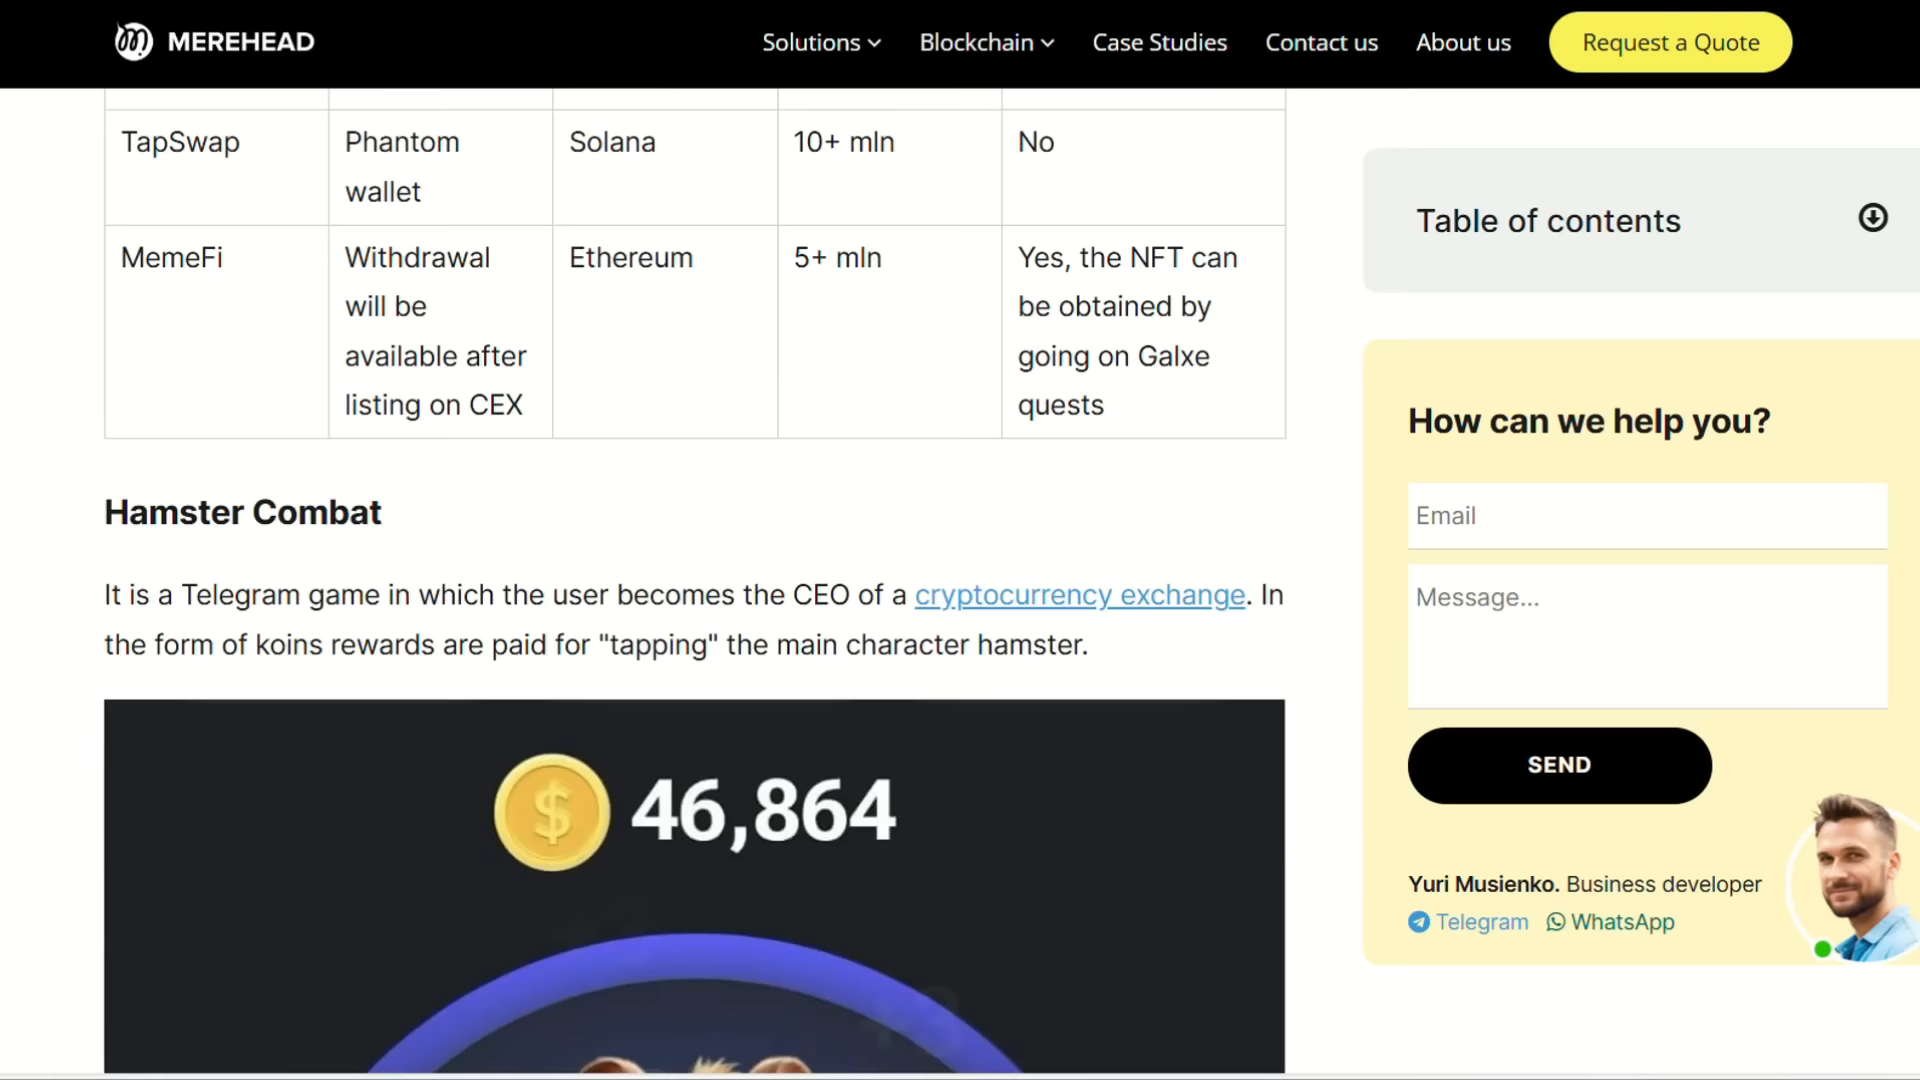 MEREHEAD
Solutions
Blockchain
Case Studies
Contact us
About us
Request a Quote
TapSwap
Phantom
wallet
Solana
10+ mln
No
MemeFi
Withdrawal
will be
available after
listing on CEX
Ethereum
5+ mln
Yes, the NFT can
be obtained by
going on Galxe
quests
Hamster Combat
It is a Telegram game in which the user becomes the CEO of a cryptocurrency exchange. In
the form of koins rewards are paid for "tapping" the main character hamster.
46,864
Table of contents
How can we help you?
Email
Message...
SEND
Yuri Musienko. Business developer
Telegram
WhatsApp